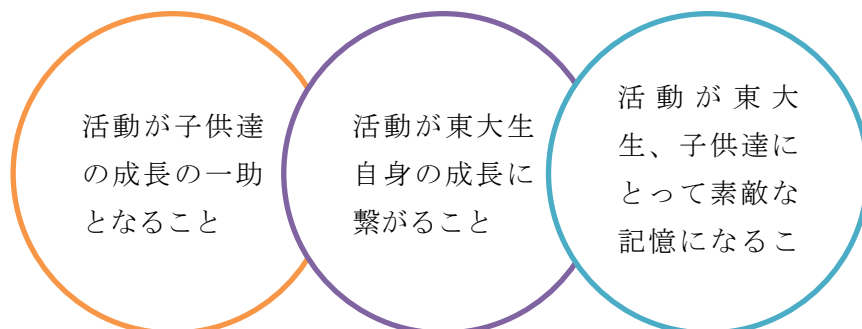 活動が子供達
の成長の一助
となること
活動が東大生
自身の成長に
繋がること
活動が東大
生、子供達に
とって素敵な
記憶になるこ